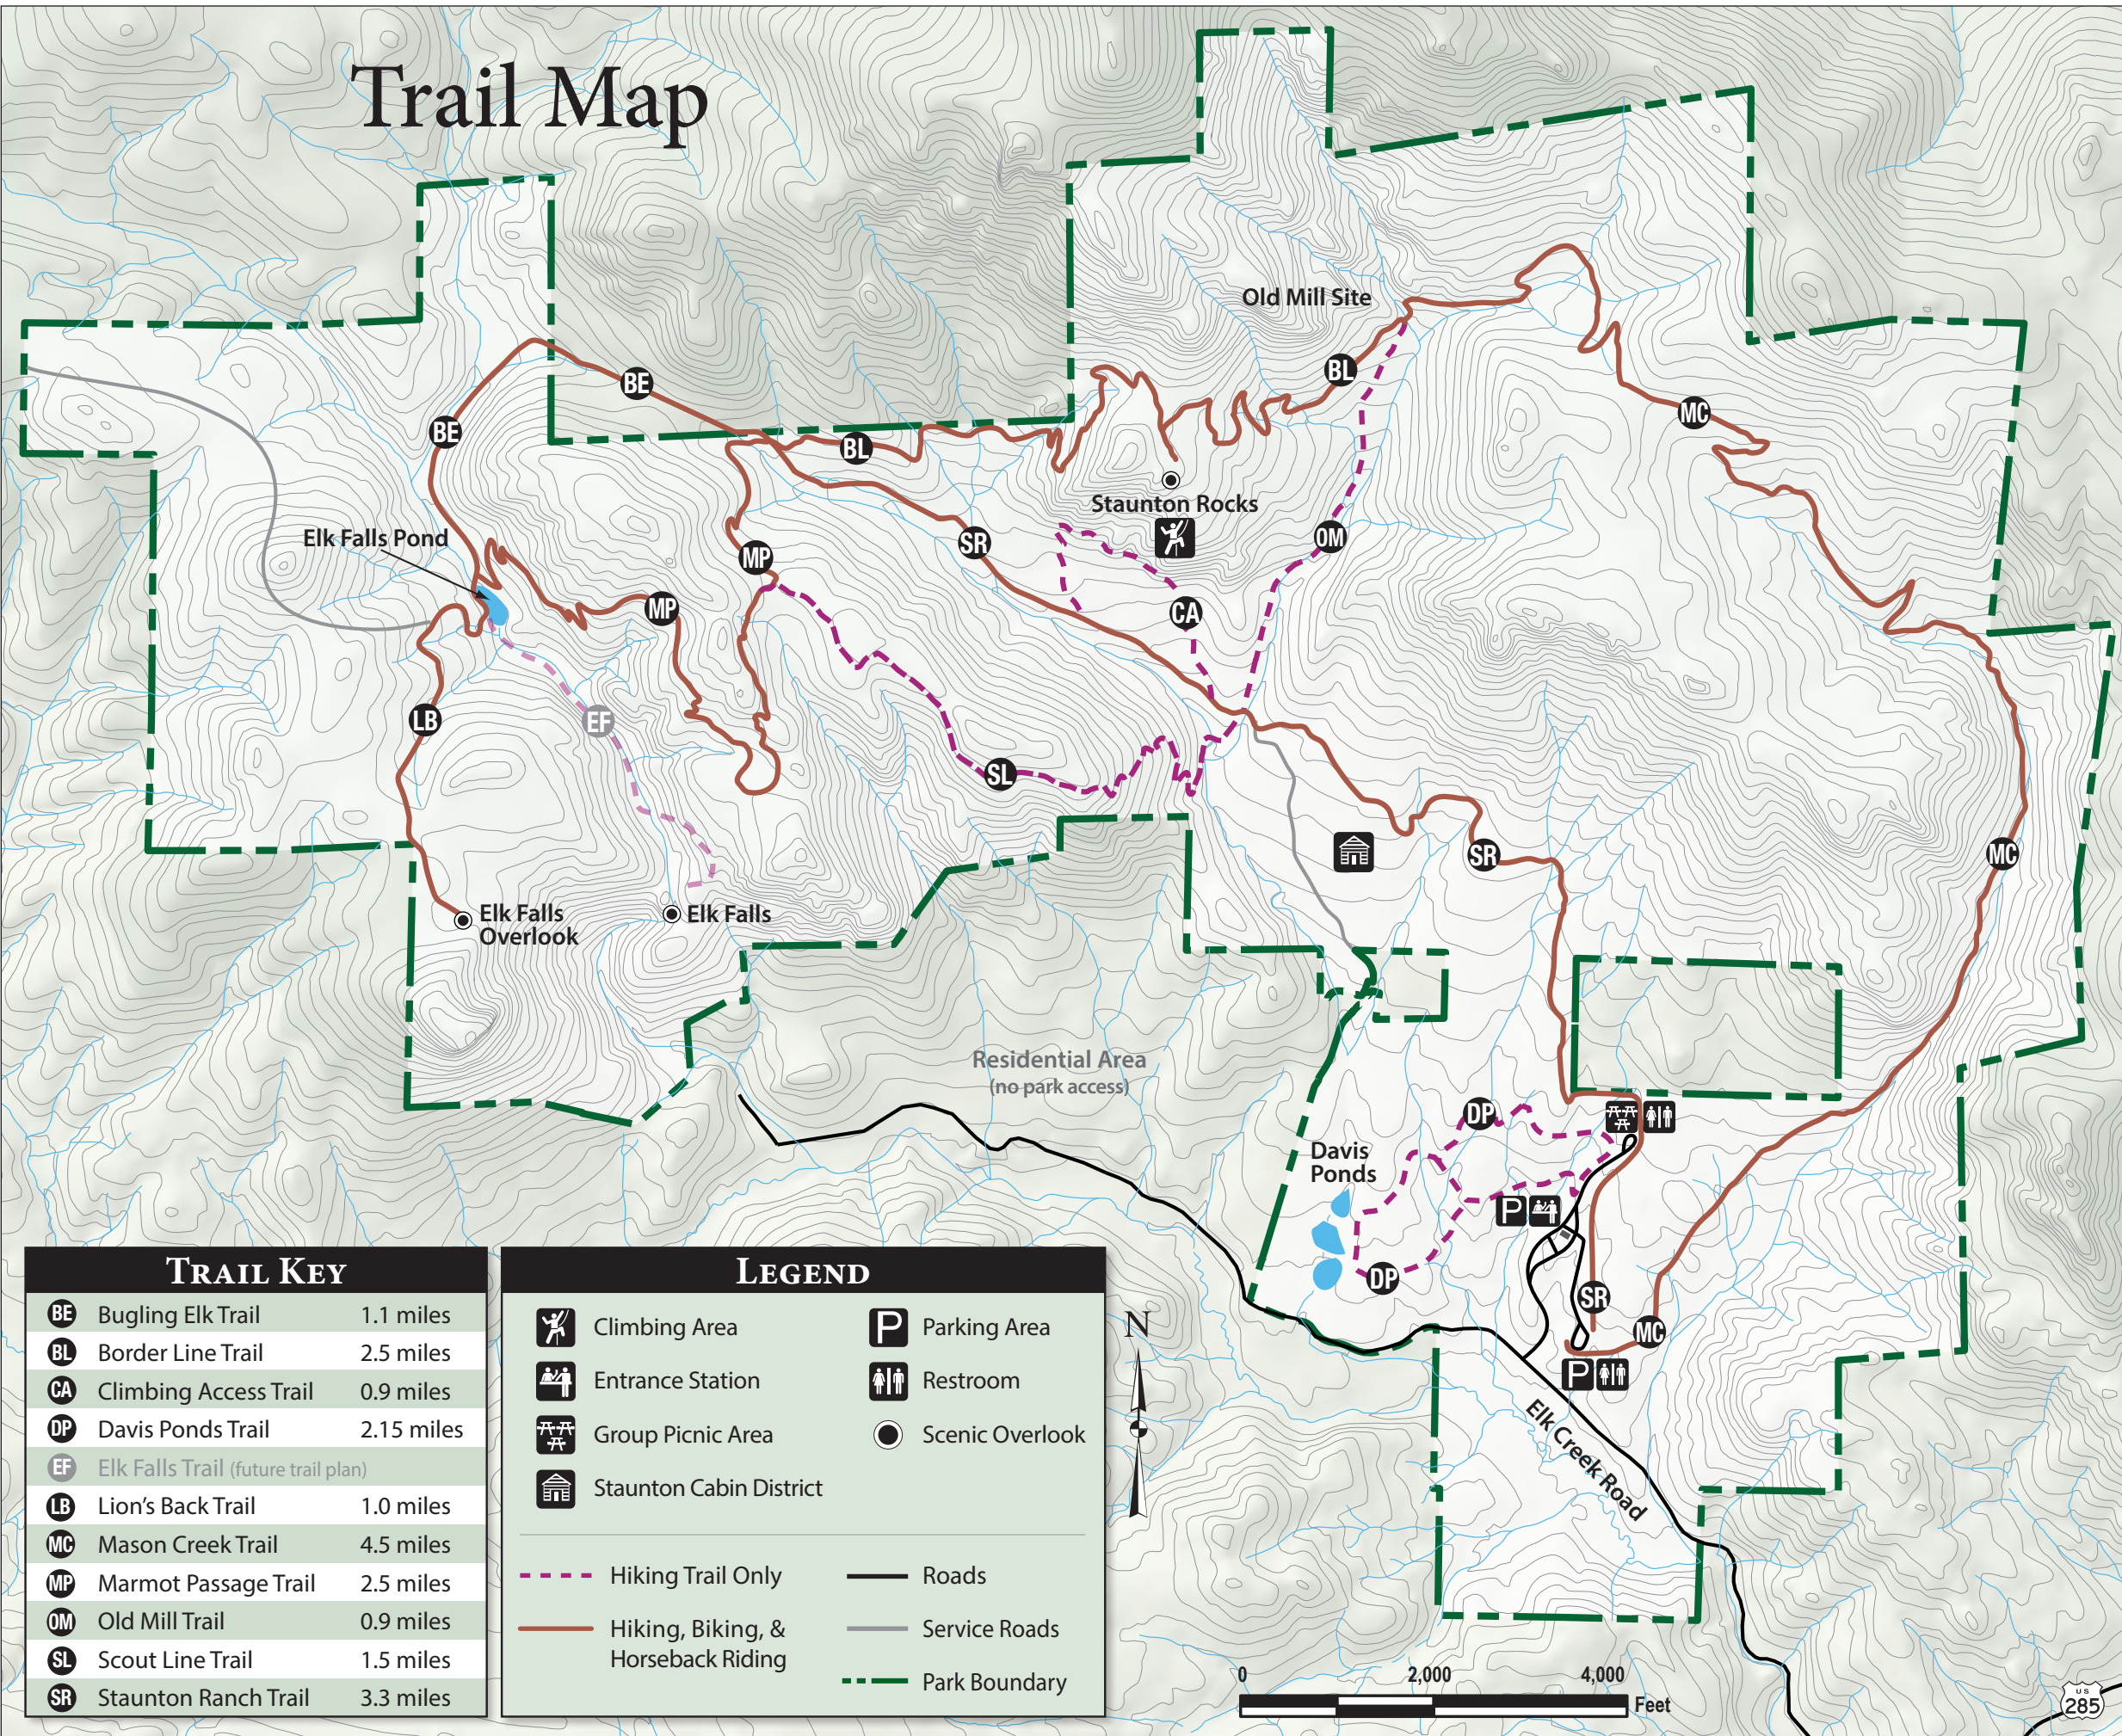 Trail Map
Old Mill Site
BE
BL
MC
BE
BL
Staunton Rocks
Elk Falls Pond
SR
OM
MP
MP
CA
LB
EF
SL
SR
MC
Elk Falls
Overlook
Elk Falls
Residential Area
(no park access)
DP
Davis
Ponds
P
DP
SR
MC
P
Elk Creek Road
TRAIL KEY
BE Bugling Elk Trail 1.1 miles
BL Border Line Trail 2.5 miles
CA Climbing Access Trail 0.9 miles
DP Davis Ponds Trail 2.15 miles
EF Elk Falls Trail (future trail plan)
LB Lion's Back Trail 1.0 miles
MC Mason Creek Trail 4.5 miles
MP Marmot Passage Trail 2.5 miles
OM Old Mill Trail 0.9 miles
SL Scout Line Trail 1.5 miles
SR Staunton Ranch Trail 3.3 miles
LEGEND
Climbing Area
Entrance Station
Group Picnic Area
Staunton Cabin District
P Parking Area
Restroom
Scenic Overlook
Hiking Trail Only
Hiking, Biking, &
Horseback Riding
Roads
Service Roads
Park Boundary
N
0 2,000 4,000
Feet
US
285